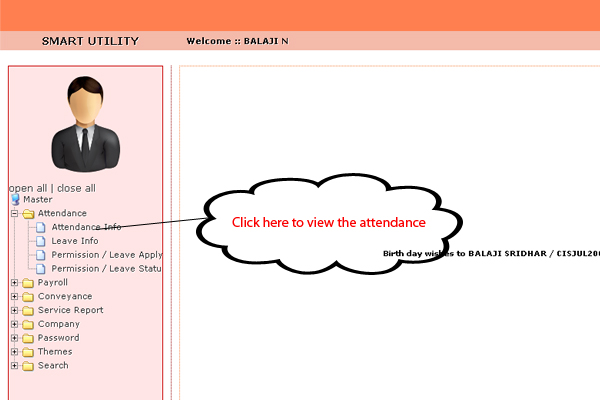 SMART UTILITY
Welcome :: BALAJI N
open all | close all
Master
Attendance
Attendance Info
Leave Info
Permission / Leave Apply
Permission / Leave Statu
Payroll
Conveyance
Service Report
Company
Password
Themes
Search
Click here to view the attendance
Birth day wishes to BALAJI SRIDHAR / CISJUL200